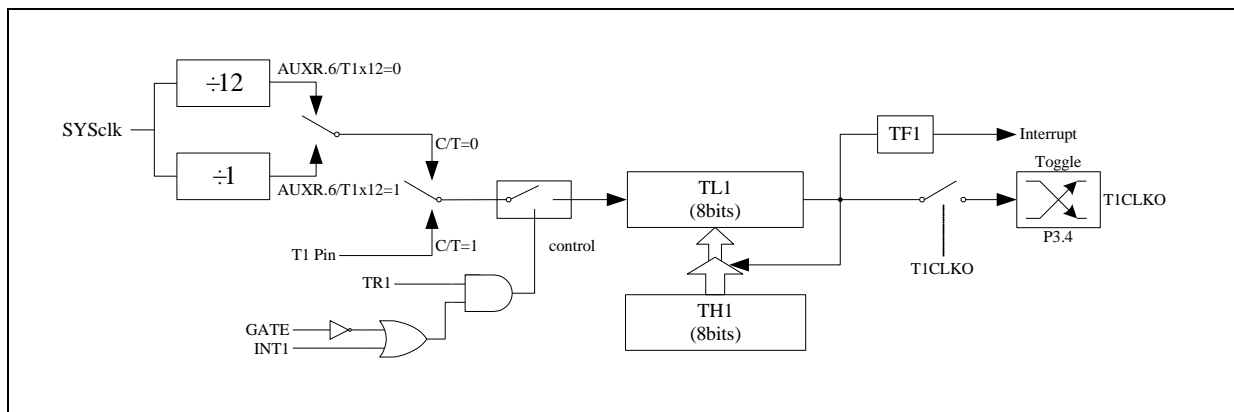 ÷12
AUXR.6/T1x12=0
SYSclk
÷1
AUXR.6/T1x12=1
C/T=0
C/T=1
T1 Pin
control
TR1
GATE
INT1
TL1
(8bits)
TH1
(8bits)
TF1
Interrupt
Toggle
T1CLKO
P3.4
T1CLKO